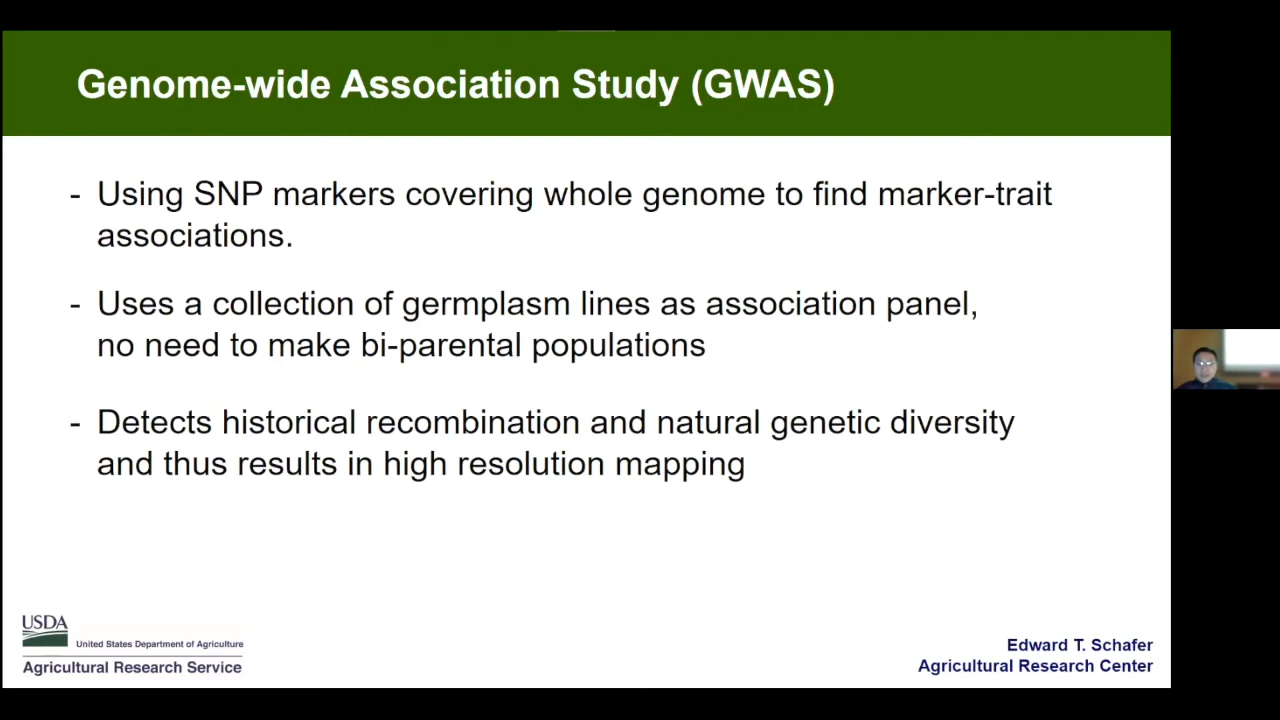 Genome-wide Association Study (GWAS)
- Using SNP markers covering whole genome to find marker-trait
associations.
- Uses a collection of germplasm lines as association panel,
no need to make bi-parental populations
- Detects historical recombination and natural genetic diversity
and thus results in high resolution mapping
USDA
United States Department of Agriculture
Agricultural Research Service
Edward T. Schafer
Agricultural Research Center